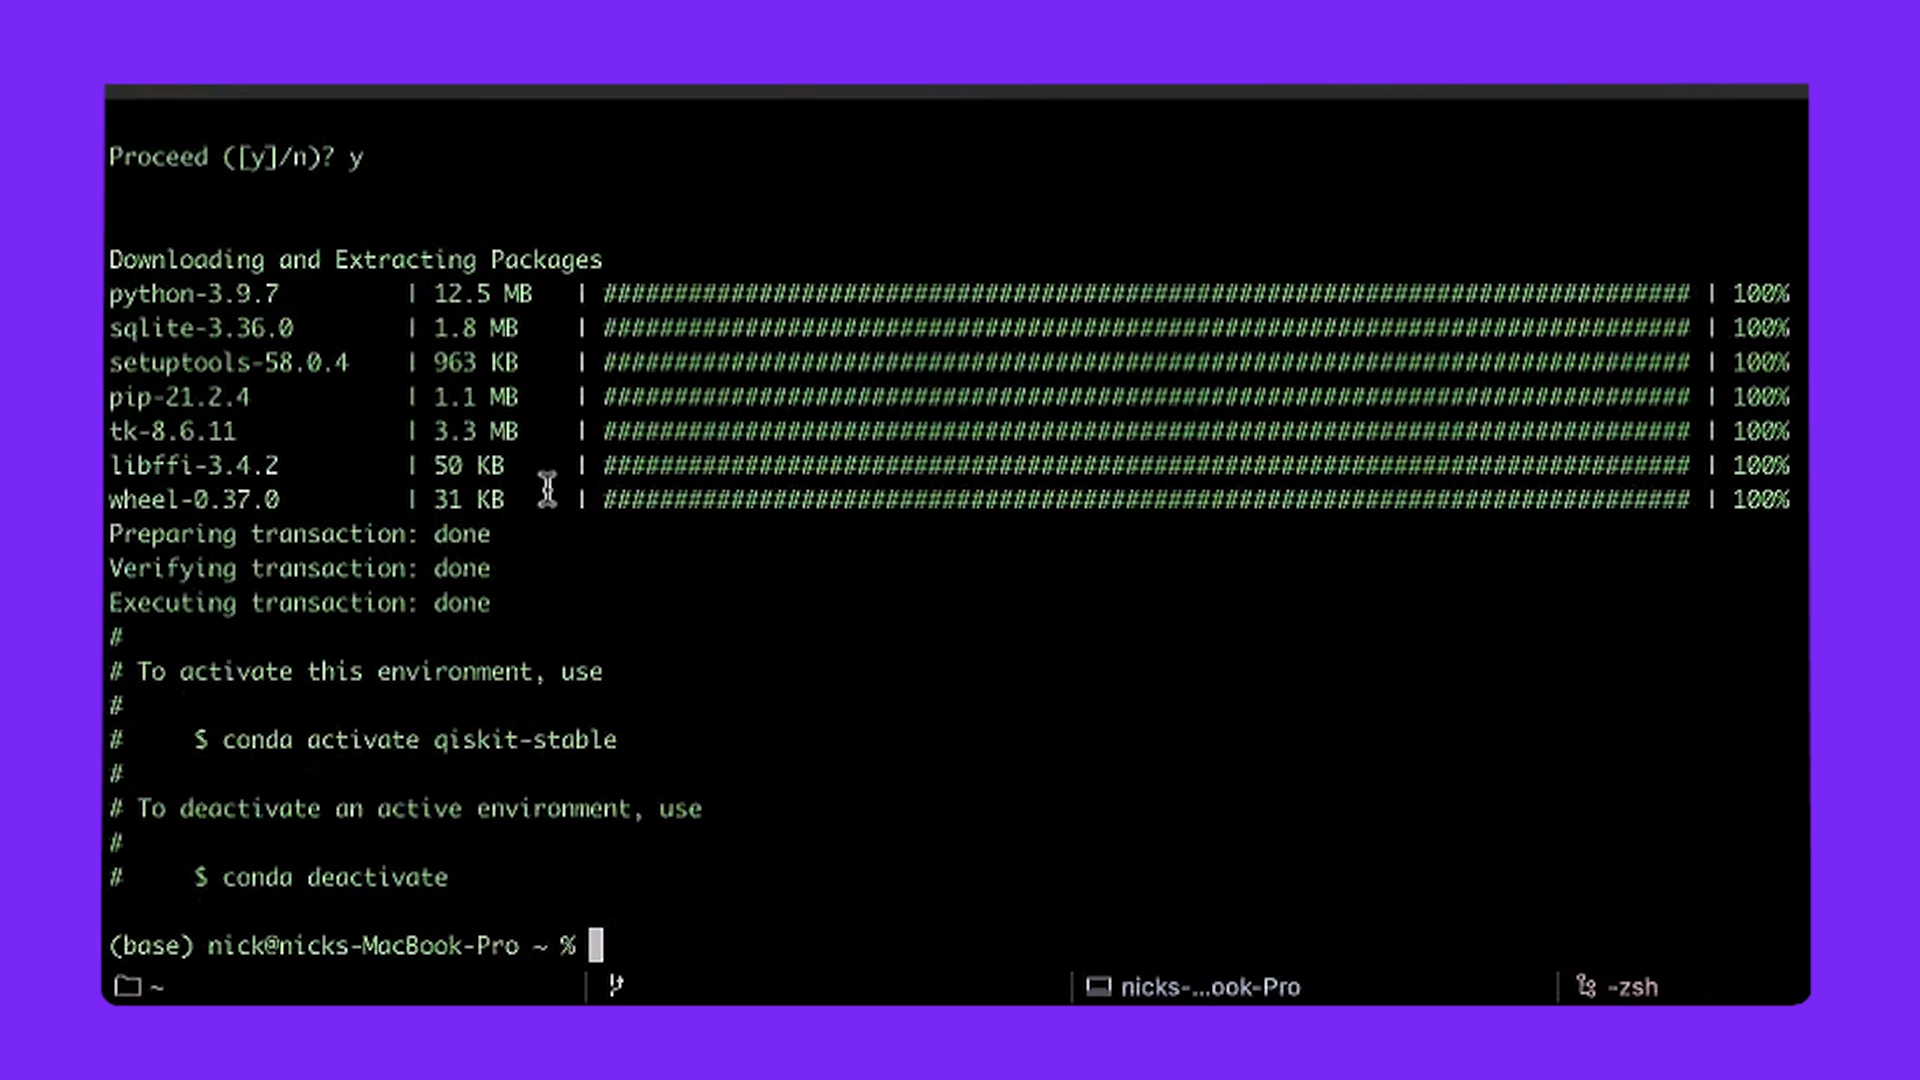 Proceed ([y]/n)? y
Downloading and Extracting Packages
python-3.9.7 | 12.5 MB | ############################################################################# | 100%
sqlite-3.36.0 | 1.8 MB | ############################################################################# | 100%
setuptools-58.0.4 | 963 KB | ############################################################################# | 100%
pip-21.2.4 | 1.1 MB | ############################################################################# | 100%
tk-8.6.11 | 3.3 MB | ############################################################################# | 100%
libffi-3.4.2 | 50 KB | ############################################################################# | 100%
wheel-0.37.0 | 31 KB | ############################################################################# | 100%
Preparing transaction: done
Verifying transaction: done
Executing transaction: done
#
# To activate this environment, use
#
# $ conda activate qiskit-stable
#
# To deactivate an active environment, use
#
# $ conda deactivate
(base) nick@nicks-MacBook-Pro ~ %
~ nicks-...ook-Pro -zsh